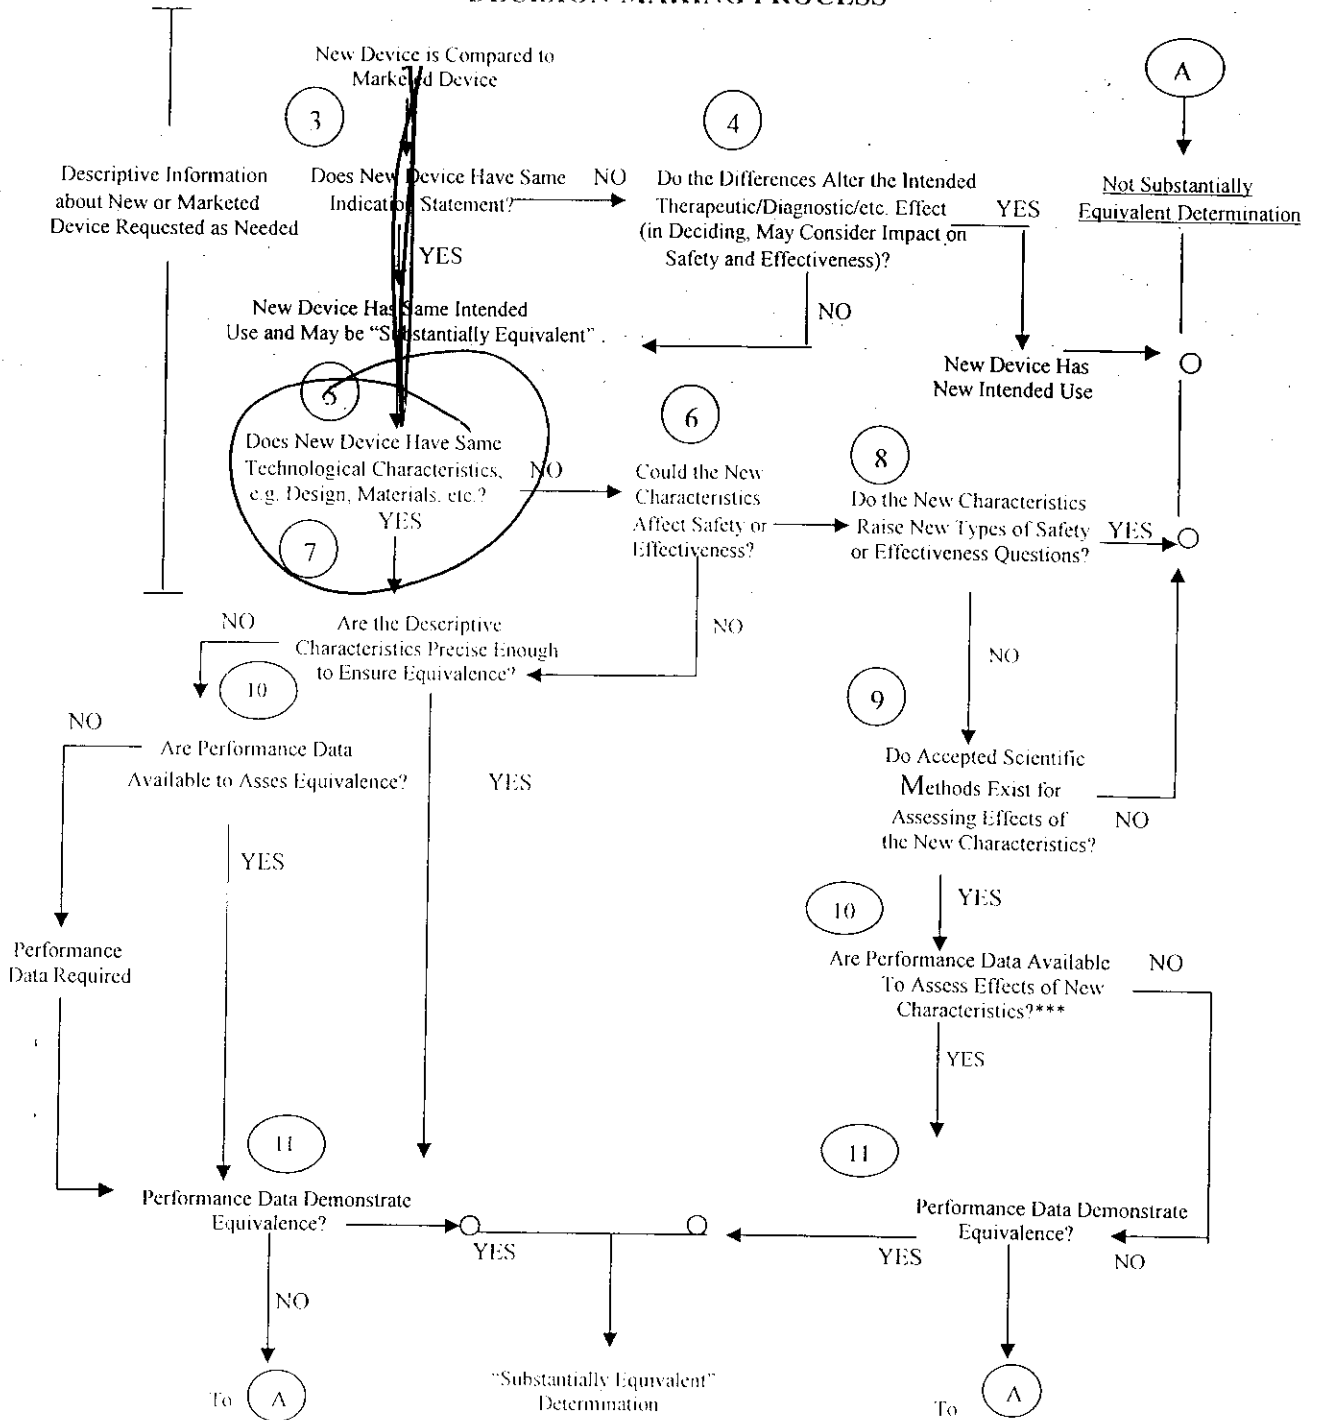 DECISION-MAKING PROCESS
New Device is Compared to
Marketed Device
A
3
4
Descriptive Information
about New or Marketed
Device Requested as Needed
Does New Device Have Same
Indication Statement?
NO
Do the Differences Alter the Intended
Therapeutic/Diagnostic/etc. Effect
(in Deciding, May Consider Impact on
Safety and Effectiveness)?
YES
Not Substantially
Equivalent Determination
YES
NO
New Device Has Same Intended
Use and May be “Substantially Equivalent”.
New Device Has
New Intended Use
5
6
8
Does New Device Have Same
Technological Characteristics,
e.g. Design, Materials, etc.?
NO
YES
Could the New
Characteristics
Affect Safety or
Effectiveness?
Do the New Characteristics
Raise New Types of Safety
or Effectiveness Questions?
YES
7
NO
Are the Descriptive
Characteristics Precise Enough
to Ensure Equivalence?
NO
NO
10
9
NO
Are Performance Data
Available to Asses Equivalence?
YES
Do Accepted Scientific
Methods Exist for
Assessing Effects of
the New Characteristics?
NO
YES
YES
10
Performance
Data Required
Are Performance Data Available
To Assess Effects of New
Characteristics?***
NO
YES
11
11
Performance Data Demonstrate
Equivalence?
YES
Performance Data Demonstrate
Equivalence?
YES
NO
NO
To A
“Substantially Equivalent”
Determination
To A